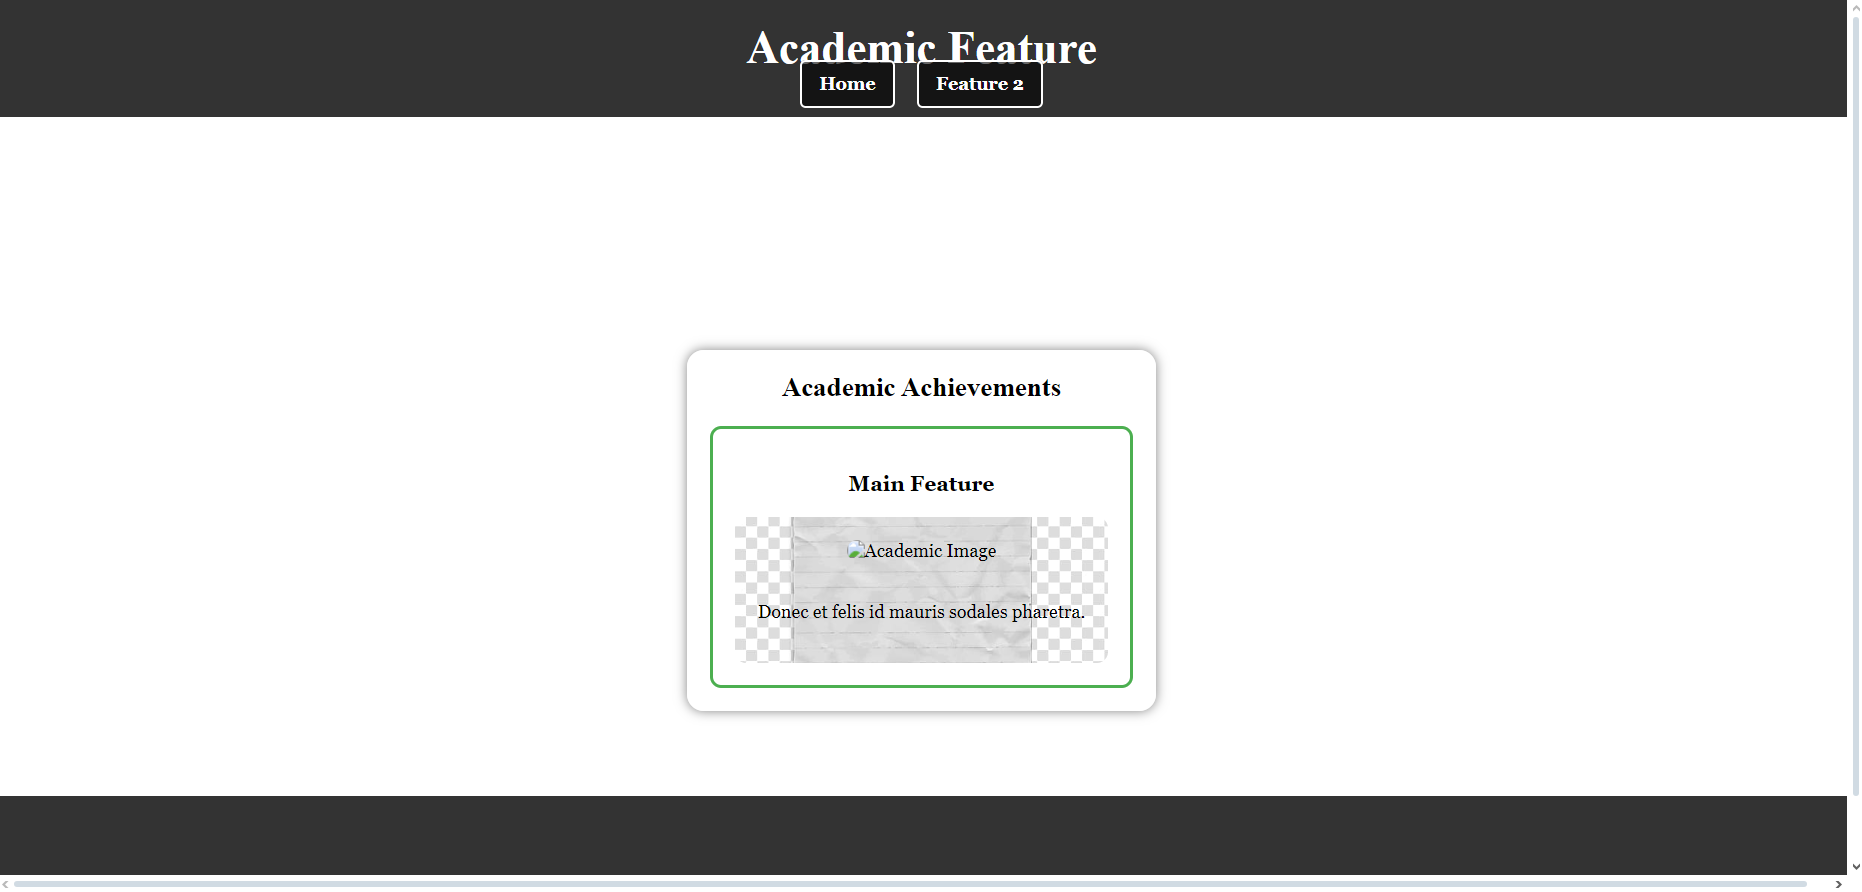 Academic Feature
Home
Feature 2
Academic Achievements
Main Feature
Academic Image
Donec et felis id mauris sodales pharetra.